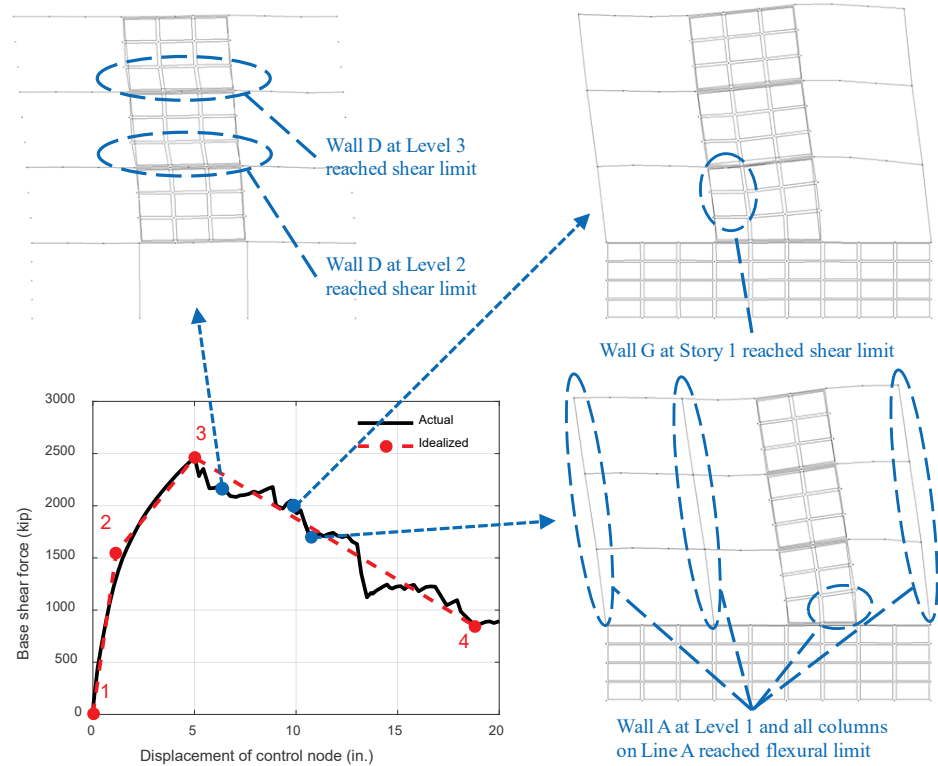 Wall D at Level 3
reached shear limit
Wall D at Level 2
reached shear limit
Wall G at Story 1 reached shear limit
3000
2500
2000
1500
1000
500
0
0
5
10
15
20
Base shear force (kip)
Displacement of control node (in.)
Actual
Idealized
1
2
3
4
Wall A at Level 1 and all columns
on Line A reached flexural limit